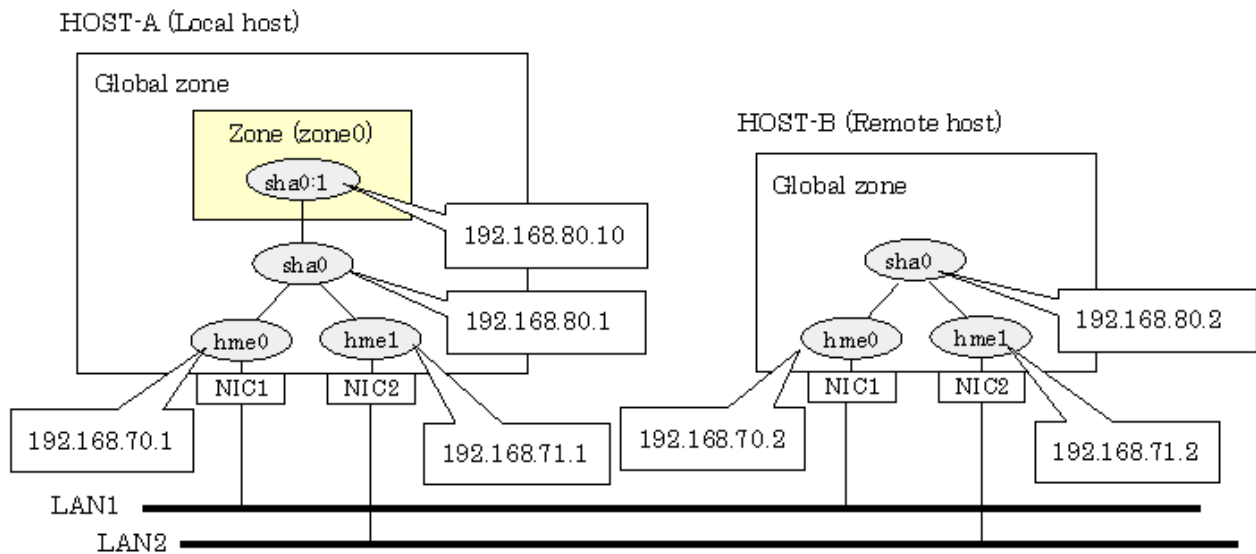 HOST-A (Local host)
Global zone
Zone (zone0)
sha0:1
192.168.80.10
sha0
192.168.80.1
hme0
hme1
NIC1
NIC2
192.168.70.1
192.168.71.1
HOST-B (Remote host)
Global zone
sha0
192.168.80.2
hme0
hme1
NIC1
NIC2
192.168.70.2
192.168.71.2
LAN1
LAN2